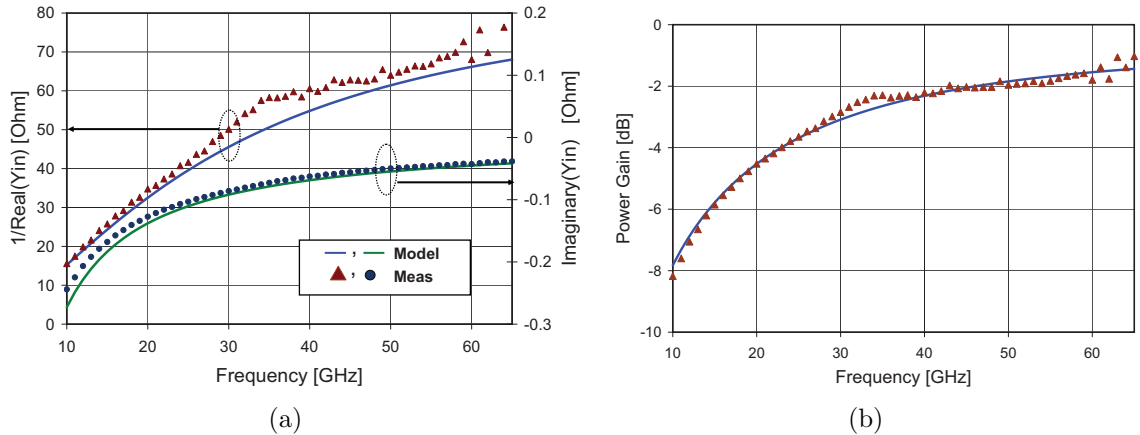 80
70
60
50
40
30
20
10
0
1/Real(Yin) [Ohm]
0.2
0.1
0
-0.1
-0.2
-0.3
Imaginary(Yin) [Ohm]
, Model
, Meas
10 20 30 40 50 60
Frequency [GHz]
(a)
0
-2
-4
-6
-8
-10
Power Gain [dB]
10 20 30 40 50 60
Frequency [GHz]
(b)